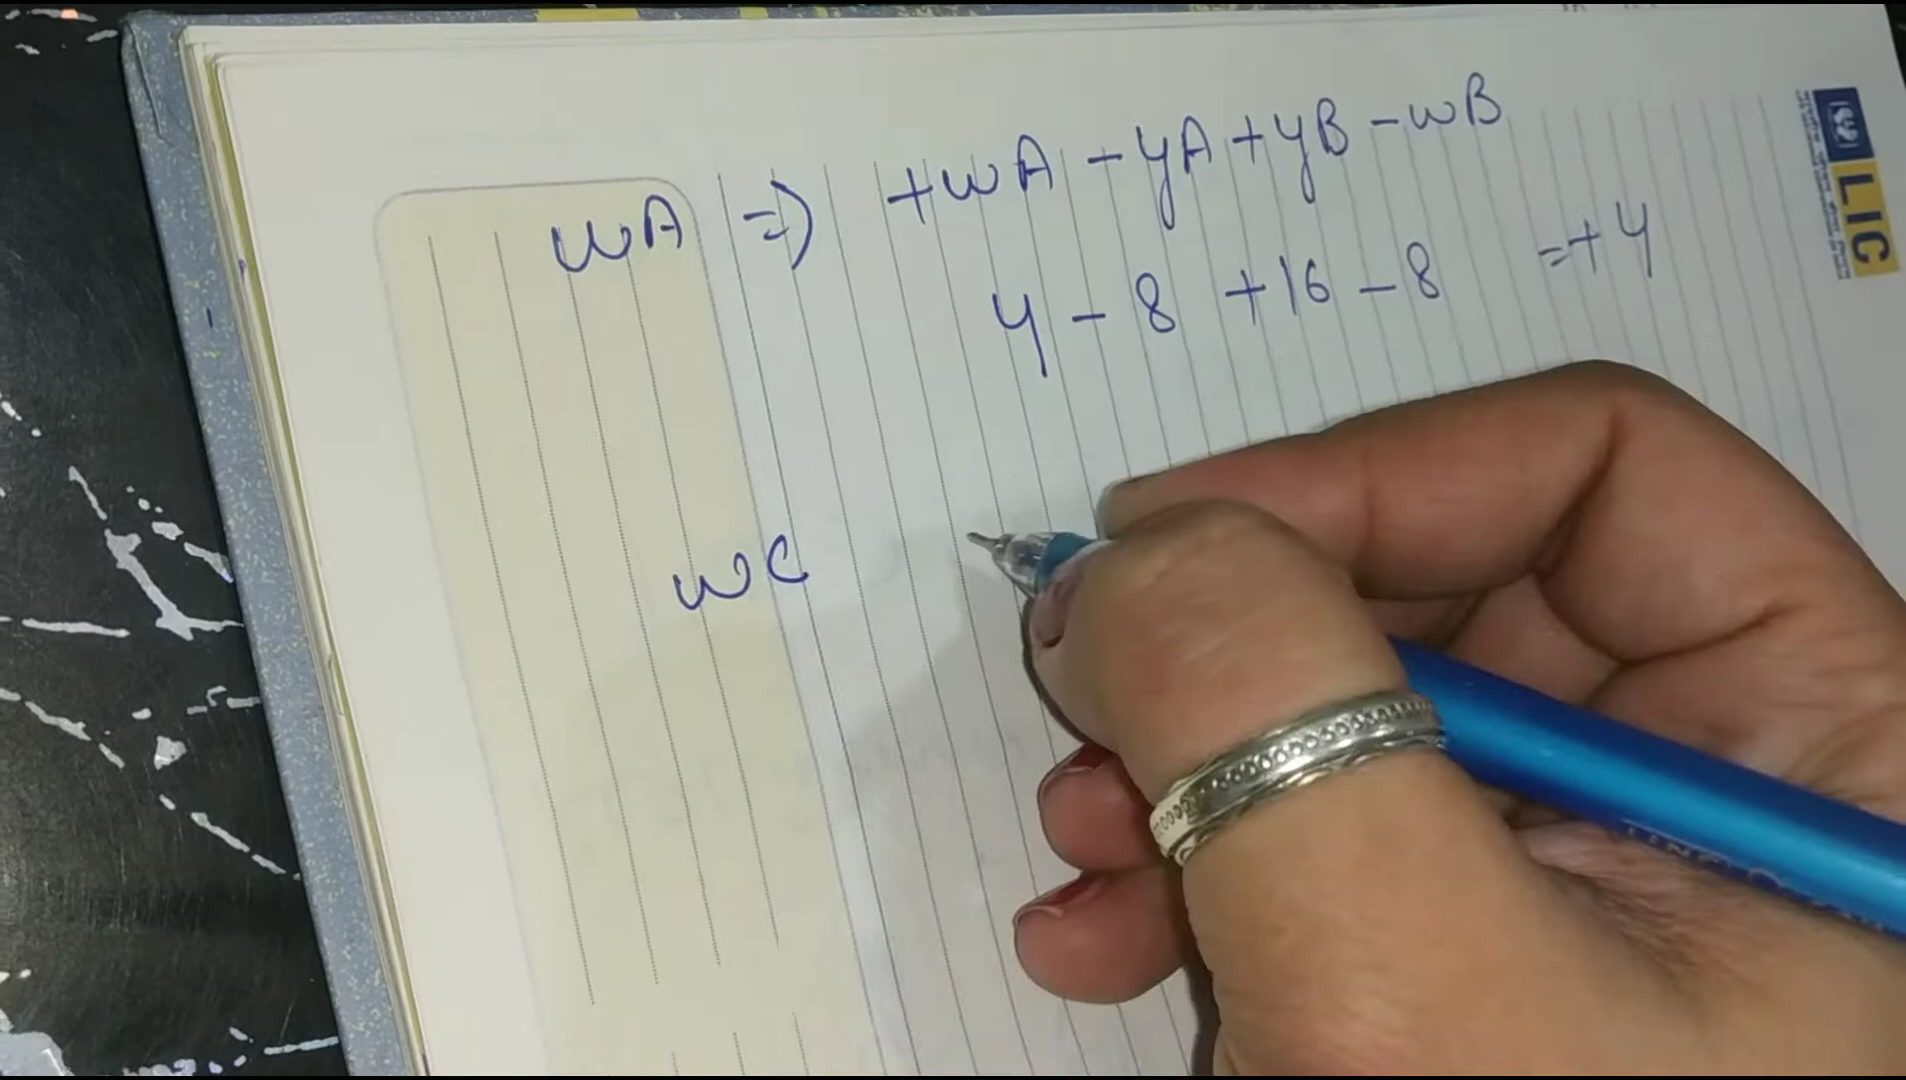 WA => +WA - YA + YB - WB
4 - 8 + 16 - 8 = + 4
WC
LIC